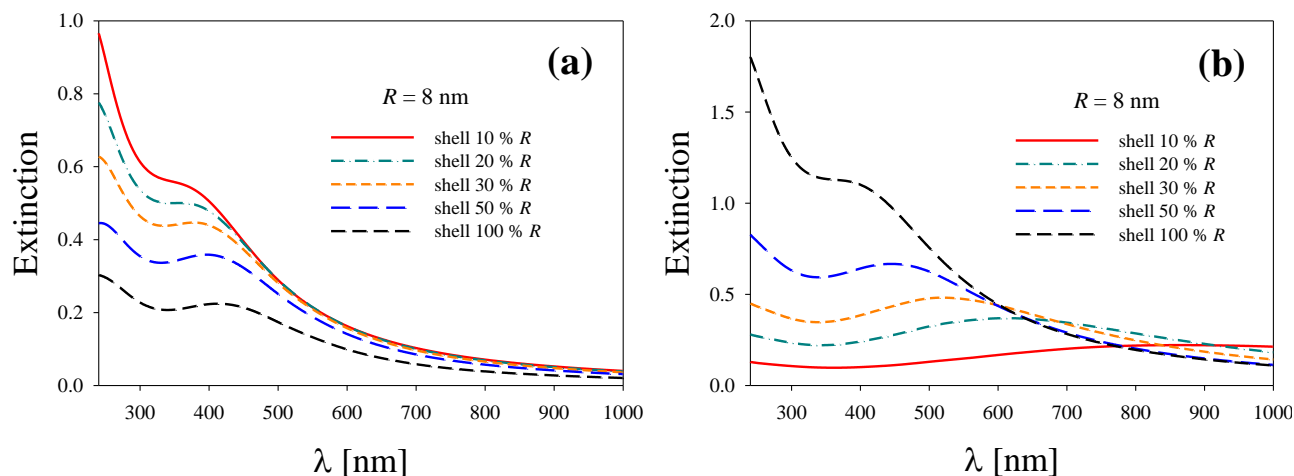 (a)
R = 8 nm
shell 10 % R
shell 20 % R
shell 30 % R
shell 50 % R
shell 100 % R
Extinction
1.0
0.8
0.6
0.4
0.2
0.0
300 400 500 600 700 800 900 1000
λ [nm]
(b)
R = 8 nm
shell 10 % R
shell 20 % R
shell 30 % R
shell 50 % R
shell 100 % R
Extinction
2.0
1.5
1.0
0.5
0.0
300 400 500 600 700 800 900 1000
λ [nm]